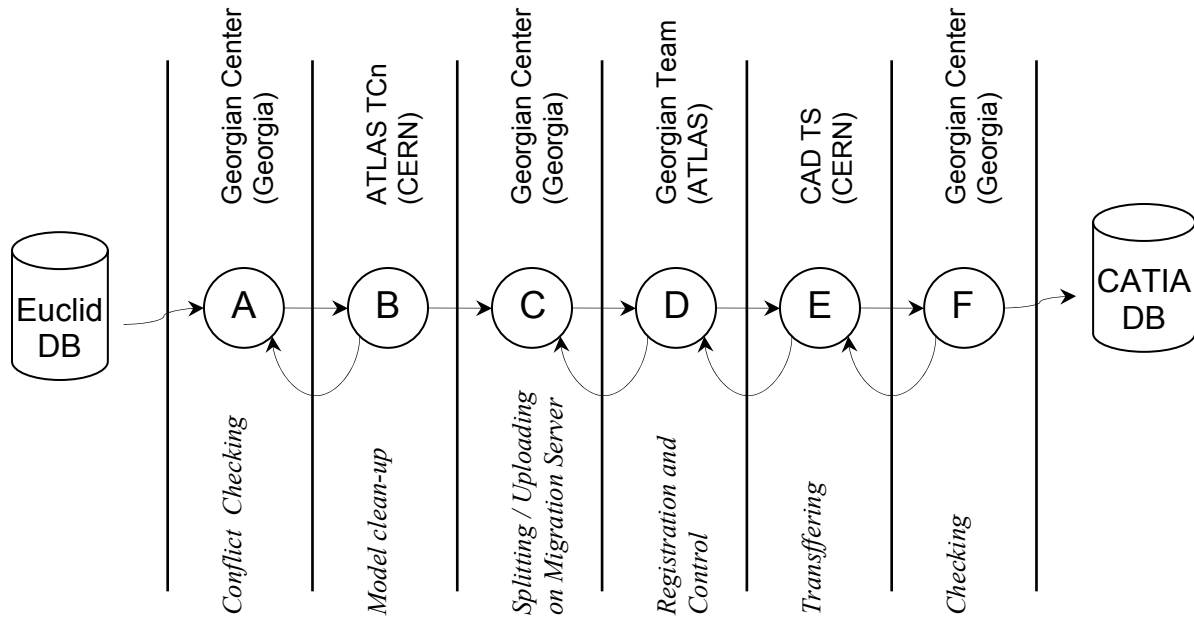 Georgian Center
(Georgia)
ATLAS TCn
(CERN)
Georgian Center
(Georgia)
Georgian Team
(ATLAS)
CAD TS
(CERN)
Georgian Center
(Georgia)
Euclid
DB
A
B
C
D
E
F
CATIA
DB
Conflict Checking
Model clean-up
Splitting / Uploading
on Migration Server
Registration and
Control
Transffering
Checking